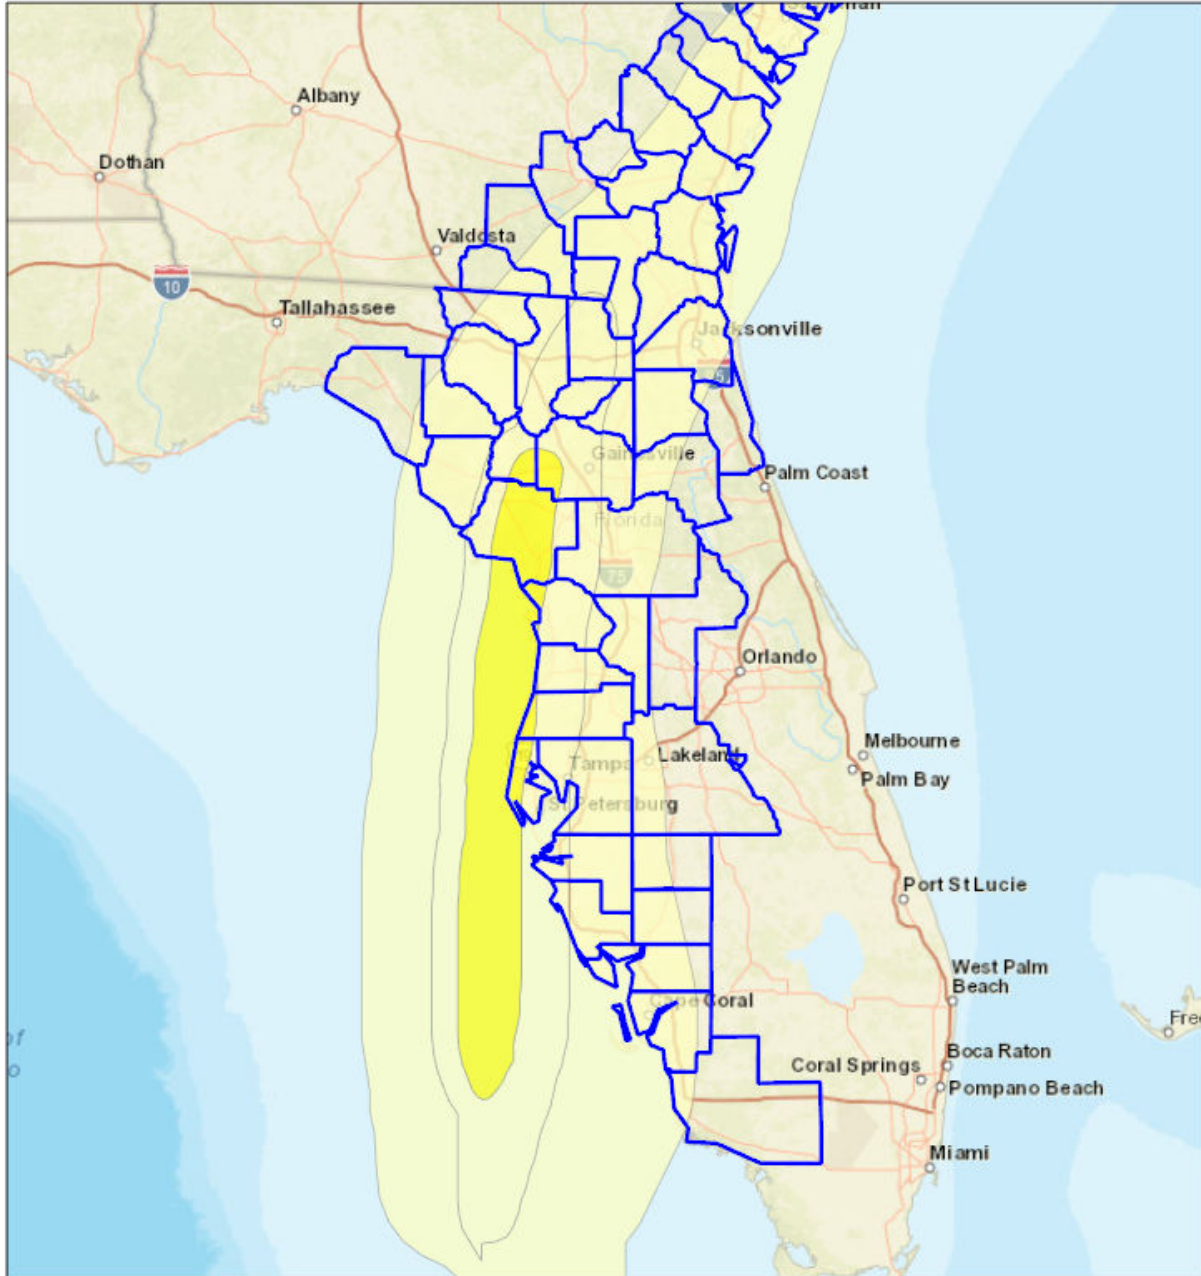 Albany
Dothan
Valdosta
10
Tallahassee
Jacksonville
Gainesville
Palm Coast
Florida
75
Orlando
Melbourne
Lakeland
Tampa
Palm Bay
St Petersburg
Port St Lucie
West Palm
Beach
Cape Coral
Boca Raton
Coral Springs
Pompano Beach
Miami
of